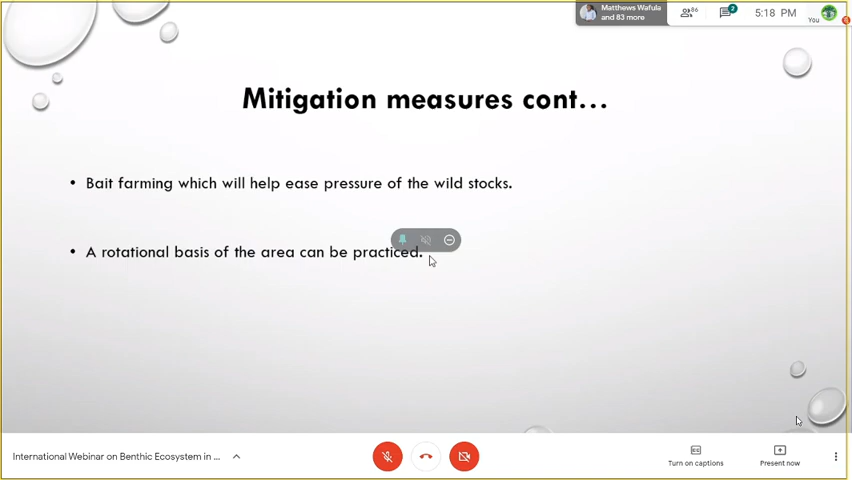 Matthews Wafula
and 83 more
86
2
5:18 PM
You
Mitigation measures cont...
• Bait farming which will help ease pressure of the wild stocks.
• A rotational basis of the area can be practiced.
International Webinar on Benthic Ecosystem in ...
Turn on captions
Present now